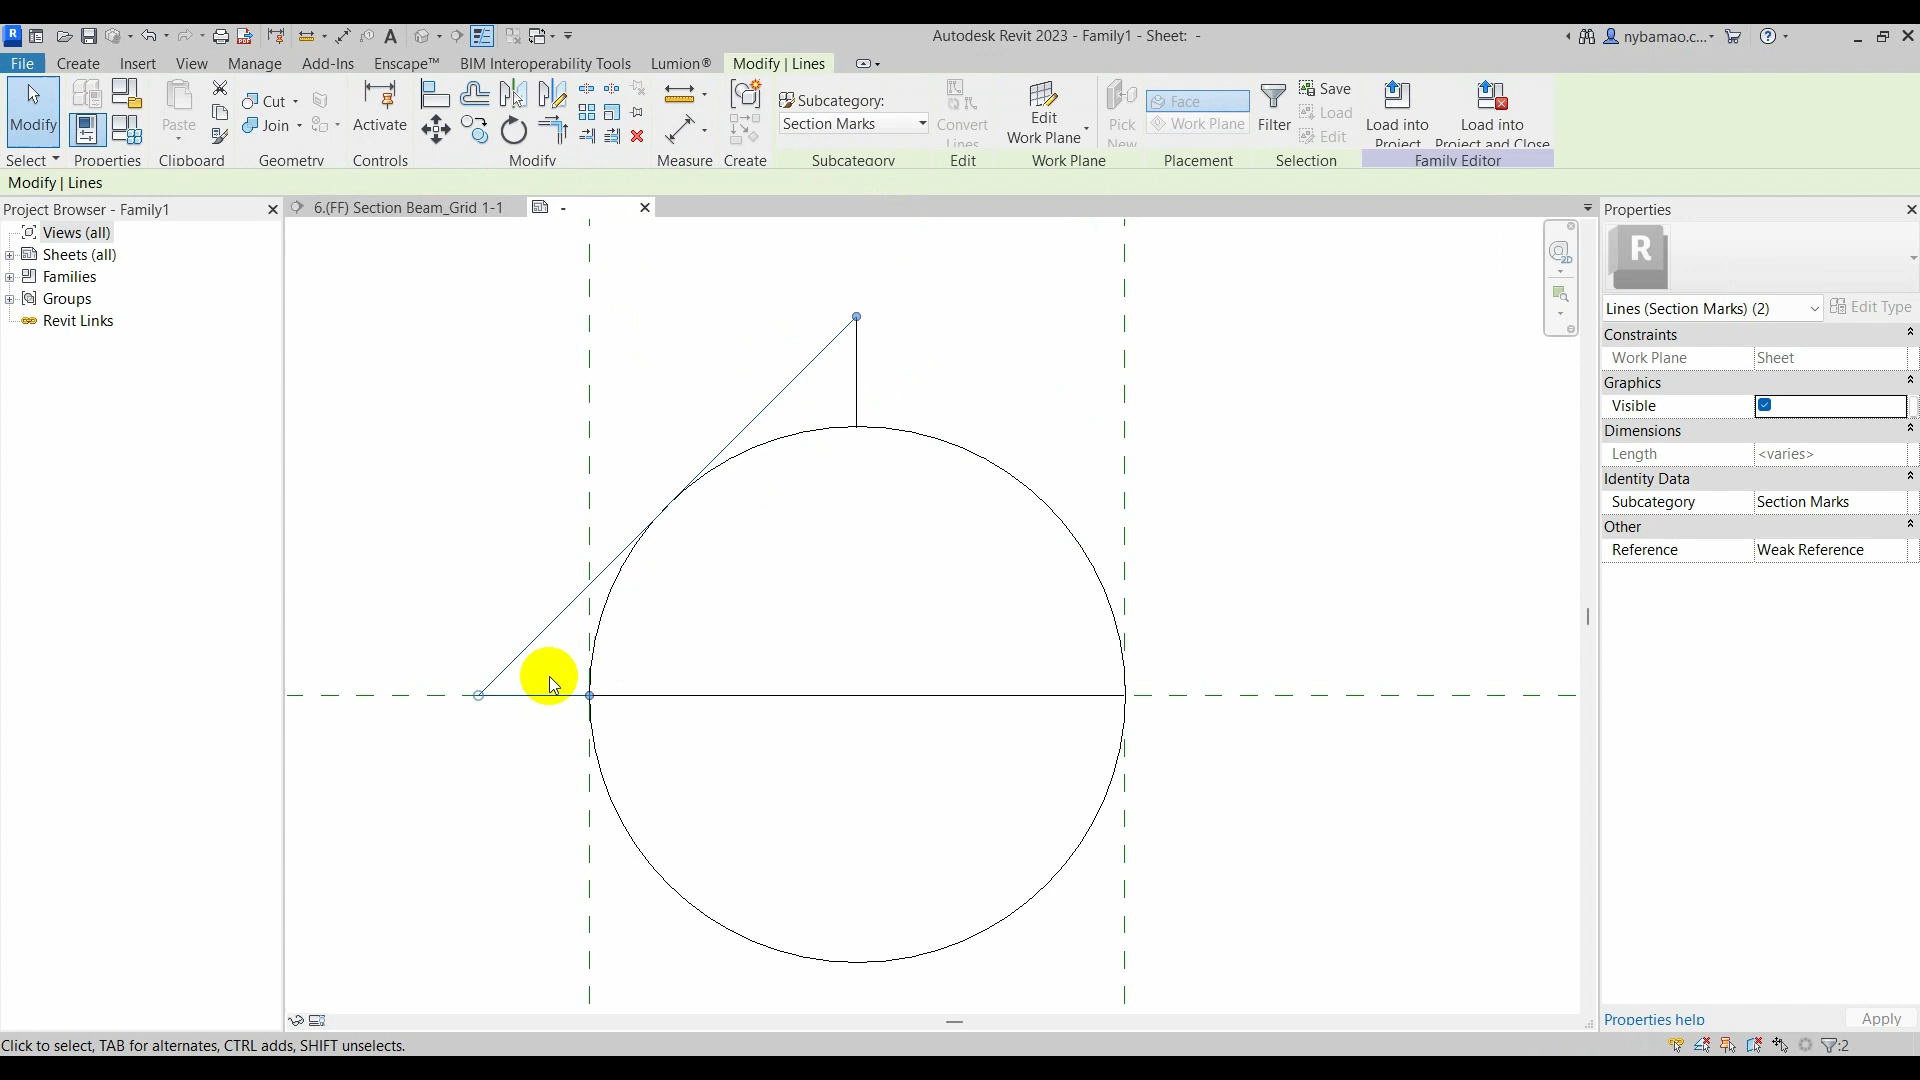 Autodesk Revit 2023 - Family1 - Sheet: -
nybamao.c...
File Create Insert View Manage Add-Ins Enscape™ BIM Interoperability Tools Lumion® Modify | Lines
Modify
Paste
Cut
Join
Activate
Subcategory:
Section Marks
Convert
Lines
Edit
Work Plane
Pick
New
Face
Work Plane
Filter
Save
Load
Edit
Load into
Project
Load into
Project and Close
Select Properties Clipboard Geometry Controls Modify Measure Create Subcategory Edit Work Plane Placement Selection Family Editor
Modify | Lines
Project Browser - Family1
Views (all)
Sheets (all)
Families
Groups
Revit Links
6.(FF) Section Beam_Grid 1-1
-
2D
Properties
R
Lines (Section Marks) (2)
Edit Type
Constraints
Work Plane Sheet
Graphics
Visible
Dimensions
Length <varies>
Identity Data
Subcategory Section Marks
Other
Reference Weak Reference
Properties help
Apply
Click to select, TAB for alternates, CTRL adds, SHIFT unselects.
:2